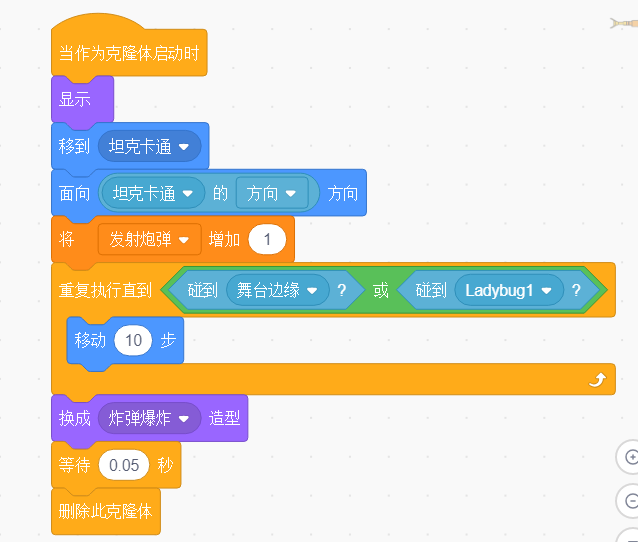 当作为克隆体启动时
显示
移到 坦克卡通
面向 坦克卡通 的 方向 方向
将 发射炮弹 增加 1
重复执行直到 碰到 舞台边缘 ? 或 碰到 Ladybug1 ?
移动 10 步
换成 炸弹爆炸 造型
等待 0.05 秒
删除此克隆体